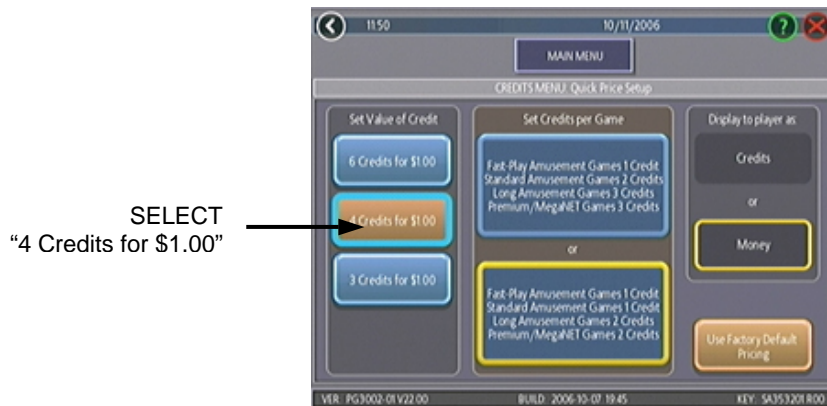 11:50 10/11/2006 ?
MAIN MENU
CREDITS MENU: Quick Price Setup
Set Value of Credit
6 Credits for $1.00
4 Credits for $1.00
3 Credits for $1.00
Set Credits per Game
Fast-Play Amusement Games 1 Credit
Standard Amusement Games 2 Credits
Long Amusement Games 3 Credits
Premium/MegaNET Games 3 Credits
or
Fast-Play Amusement Games 1 Credit
Standard Amusement Games 1 Credit
Long Amusement Games 2 Credits
Premium/MegaNET Games 2 Credits
Display to player as:
Credits
or
Money
Use Factory Default
Pricing
SELECT
“4 Credits for $1.00”
VER: PG3002-01 V22.00 BUILD: 2006-10-07 19:45 KEY: SA353201 R00